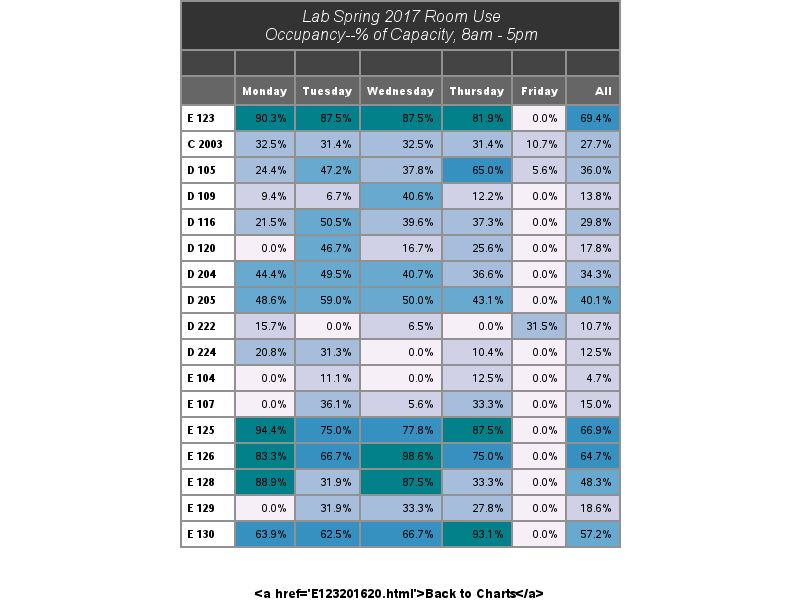 Lab Spring 2017 Room Use
Occupancy--% of Capacity, 8am - 5pm
Monday Tuesday Wednesday Thursday Friday All
E 123 90.3% 87.5% 87.5% 81.9% 0.0% 69.4%
C 2003 32.5% 31.4% 32.5% 31.4% 10.7% 27.7%
D 105 24.4% 47.2% 37.8% 65.0% 5.6% 36.0%
D 109 9.4% 6.7% 40.6% 12.2% 0.0% 13.8%
D 116 21.5% 50.5% 39.6% 37.3% 0.0% 29.8%
D 120 0.0% 46.7% 16.7% 25.6% 0.0% 17.8%
D 204 44.4% 49.5% 40.7% 36.6% 0.0% 34.3%
D 205 48.6% 59.0% 50.0% 43.1% 0.0% 40.1%
D 222 15.7% 0.0% 6.5% 0.0% 31.5% 10.7%
D 224 20.8% 31.3% 0.0% 10.4% 0.0% 12.5%
E 104 0.0% 11.1% 0.0% 12.5% 0.0% 4.7%
E 107 0.0% 36.1% 5.6% 33.3% 0.0% 15.0%
E 125 94.4% 75.0% 77.8% 87.5% 0.0% 66.9%
E 126 83.3% 66.7% 98.6% 75.0% 0.0% 64.7%
E 128 88.9% 31.9% 87.5% 33.3% 0.0% 48.3%
E 129 0.0% 31.9% 33.3% 27.8% 0.0% 18.6%
E 130 63.9% 62.5% 66.7% 93.1% 0.0% 57.2%
<a href='E123201620.html'>Back to Charts</a>